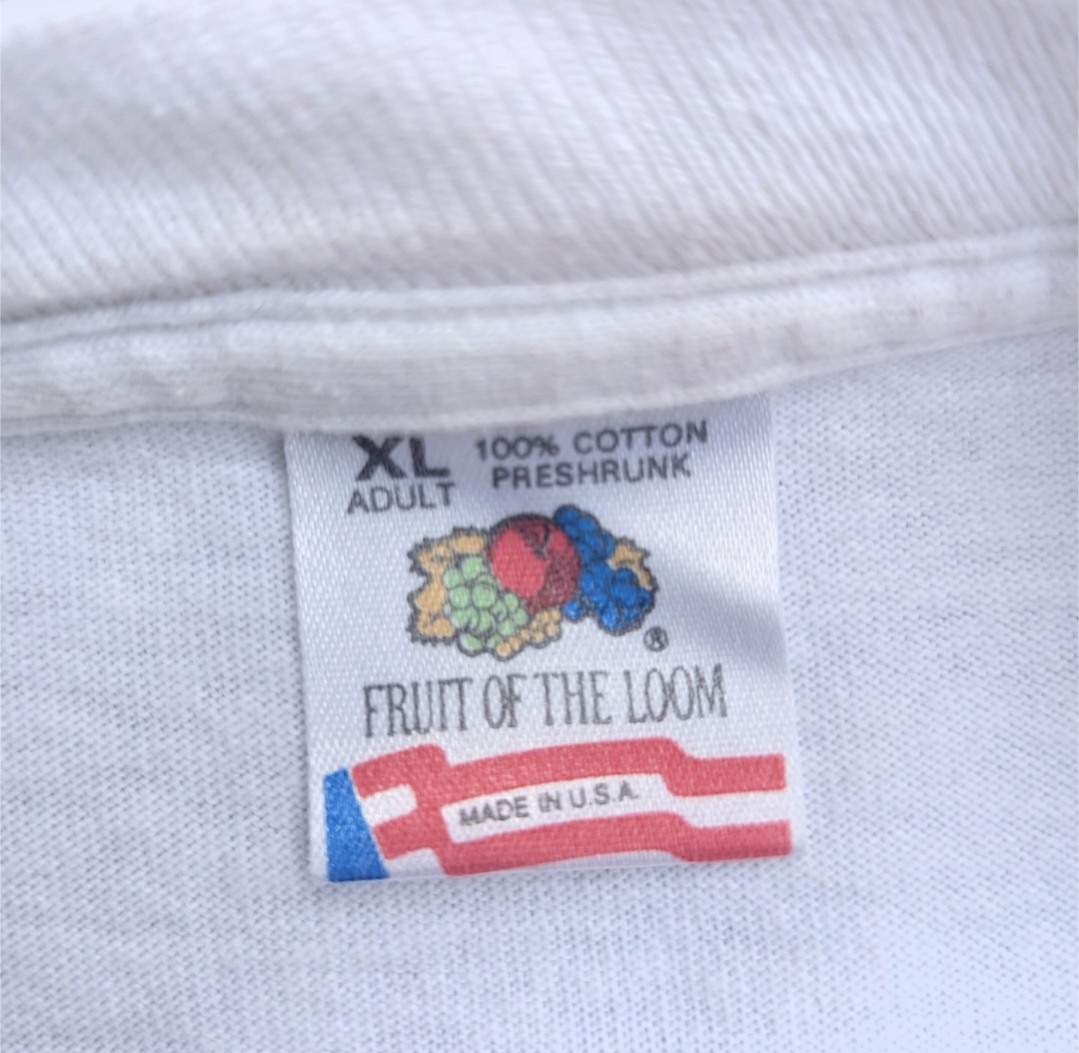 XL 100% COTTON
ADULT PRESHRUNK
®
FRUIT OF THE LOOM
MADE IN U.S.A.